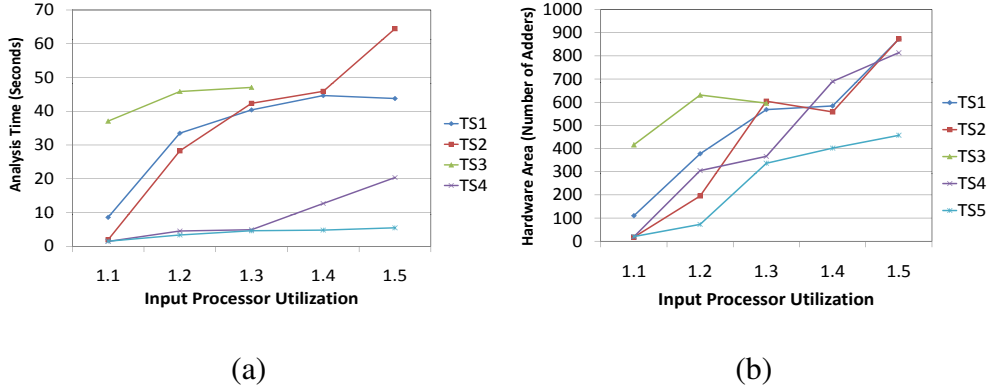 70
60
50
40
30
20
10
0
Analysis Time (Seconds)
1.1 1.2 1.3 1.4 1.5
Input Processor Utilization
TS1
TS2
TS3
TS4
TS5
(a)
1000
900
800
700
600
500
400
300
200
100
0
Hardware Area (Number of Adders)
1.1 1.2 1.3 1.4 1.5
Input Processor Utilization
TS1
TS2
TS3
TS4
TS5
(b)